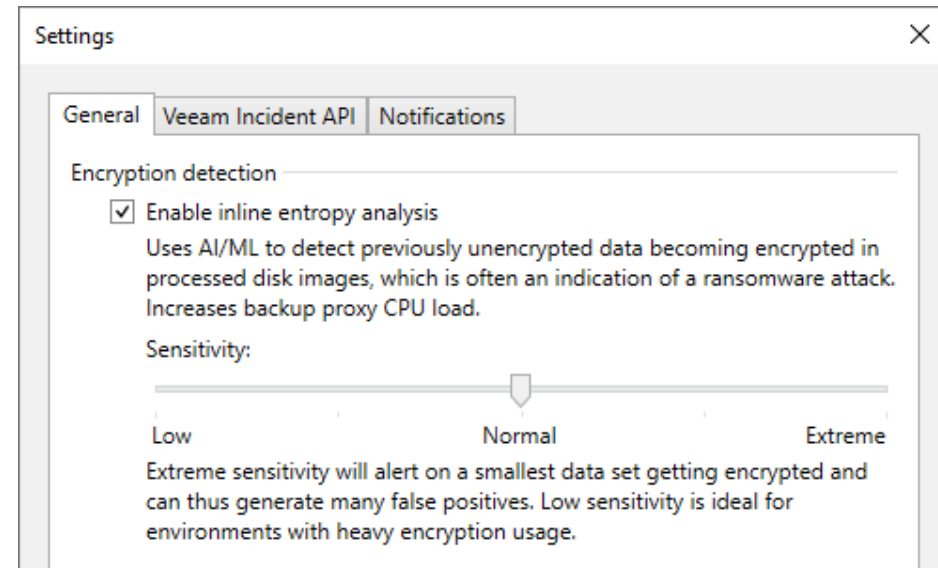 Settings
General
Veeam Incident API
Notifications
Encryption detection
Enable inline entropy analysis
Uses AI/ML to detect previously unencrypted data becoming encrypted in
processed disk images, which is often an indication of a ransomware attack.
Increases backup proxy CPU load.
Sensitivity:
Low
Normal
Extreme
Extreme sensitivity will alert on a smallest data set getting encrypted and
can thus generate many false positives. Low sensitivity is ideal for
environments with heavy encryption usage.